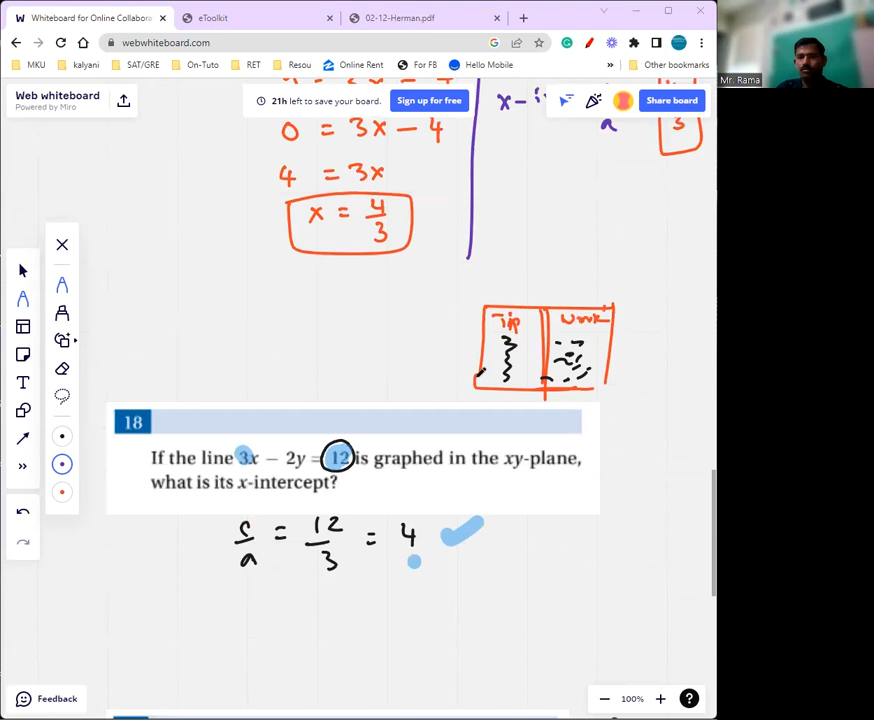 Whiteboard for Online Collabora
eToolkit
02-12-Herman.pdf
webwhiteboard.com
MKU
kalyani
SAT/GRE
On-Tuto
RET
Resou
Online Rent
For FB
Hello Mobile
»
Other bookmarks
Mr. Rama
Web whiteboard
Powered by Miro
21h left to save your board.
Sign up for free
Share board
x -
a
3
0 = 3x - 4
4 = 3x
x = 4/3
Tip
Work
18
If the line 3x − 2y = 12 is graphed in the xy-plane,
what is its x-intercept?
c/a = 12/3 = 4
Feedback
100%
18